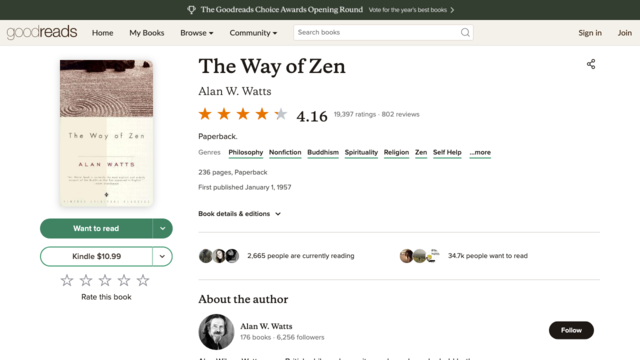 The Goodreads Choice Awards Opening Round Vote for the year's best books
goodreads Home My Books Browse Community Search books Sign in Join
The Way of Zen
Alan W. Watts
4.16 19,397 ratings · 802 reviews
Paperback.
Genres Philosophy Nonfiction Buddhism Spirituality Religion Zen Self Help ...more
236 pages, Paperback
First published January 1, 1957
Book details & editions
The Way of Zen
ALAN WATTS
Want to read
Kindle $10.99
Rate this book
2,665 people are currently reading 34.7k people want to read
About the author
Alan W. Watts
176 books · 6,256 followers
Follow